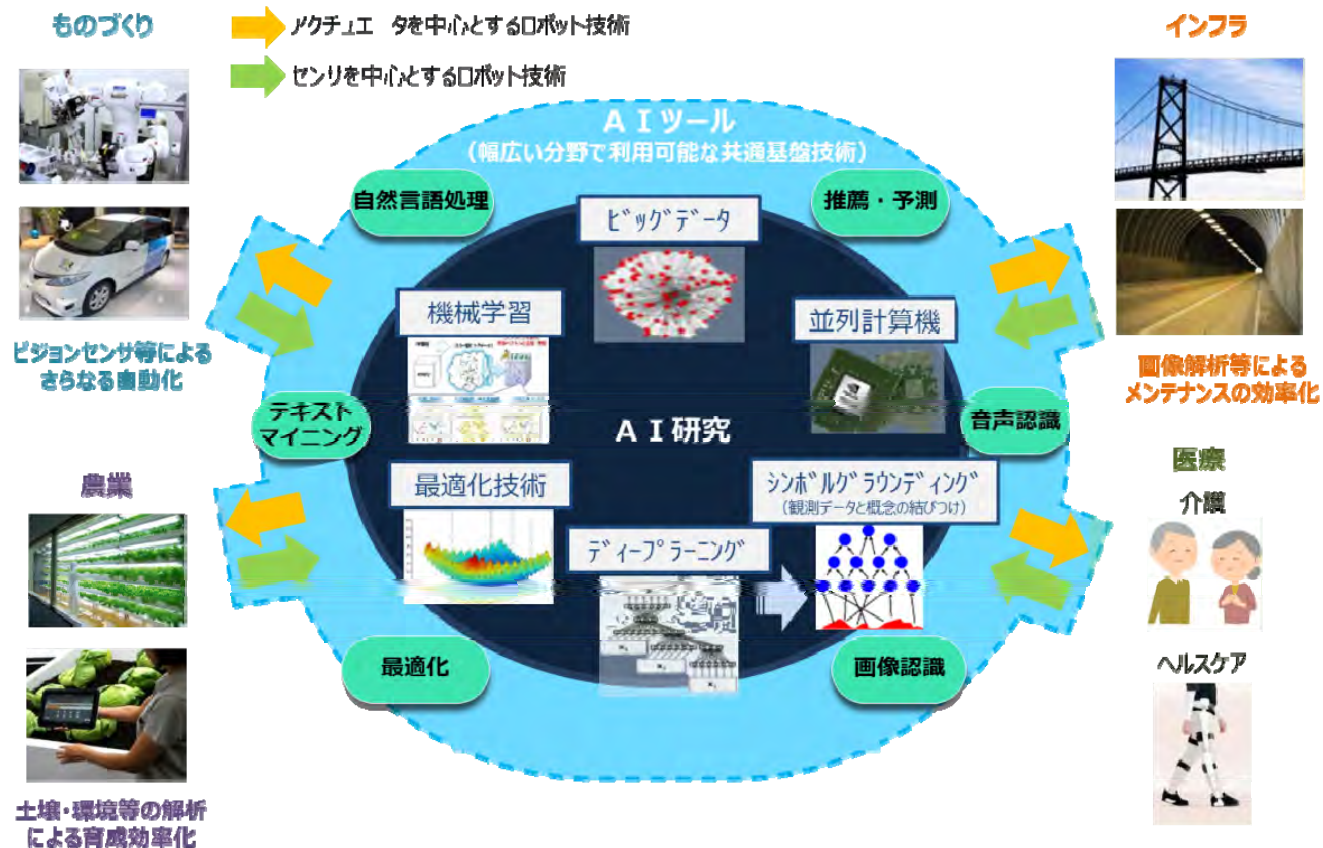 ものづくり
アクチュエ　タを中心とするロボット技術
センリを中心とするロボット技術
インフラ
ＡＩツール
（幅広い分野で利用可能な共通基盤技術）
自然言語処理
推薦・予測
ﾋﾞｯｸﾞﾃﾞｰﾀ
機械学習
並列計算機
ビジョンセンサ等による
さらなる自動化
画像解析等による
メンテナンスの効率化
テキスト
マイニング
ＡＩ研究
音声認識
農業
医療
介護
最適化技術
ｼﾝﾎﾞﾙｸﾞﾗｳﾝﾃﾞｨﾝｸﾞ
（観測データと概念の結びつけ）
ﾃﾞｨｰﾌﾟﾗｰﾆﾝｸﾞ
最適化
画像認識
ヘルスケア
土壌・環境等の解析
による育成効率化